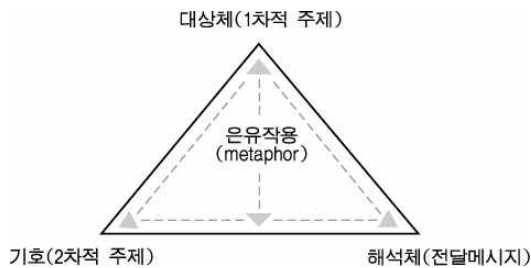 대상체(1차적 주제)
은유작용
(metaphor)
기호(2차적 주제)
해석체(전달메시지)